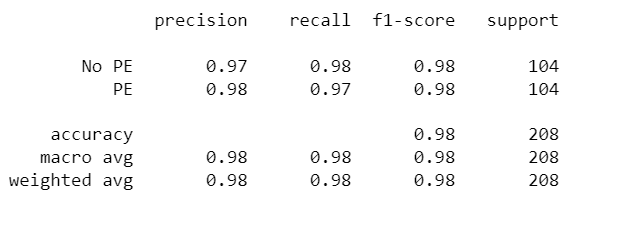 precision recall f1-score support
No PE 0.97 0.98 0.98 104
PE 0.98 0.97 0.98 104
accuracy 0.98 208
macro avg 0.98 0.98 0.98 208
weighted avg 0.98 0.98 0.98 208